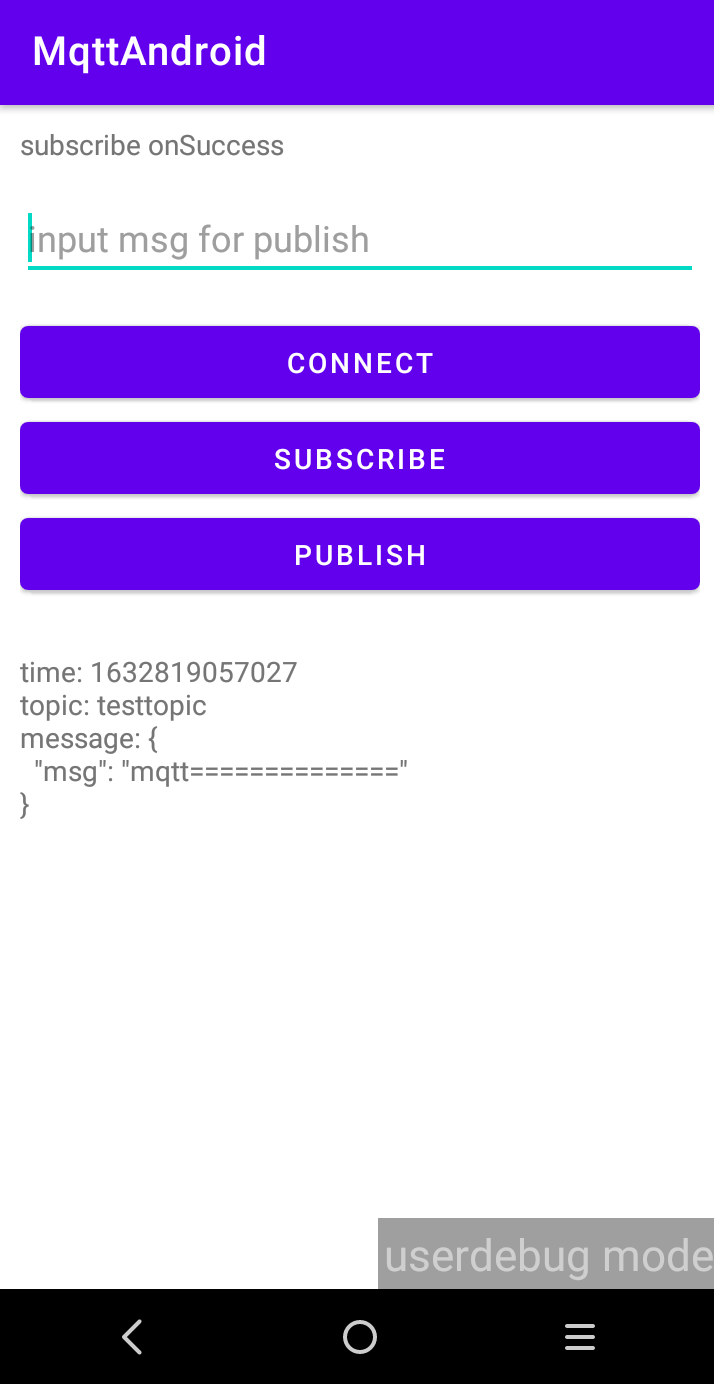 MqttAndroid
subscribe onSuccess
input msg for publish
CONNECT
SUBSCRIBE
PUBLISH
time: 1632819057027
topic: testtopic
message: {
"msg": "mqtt=============="
}
userdebug mode